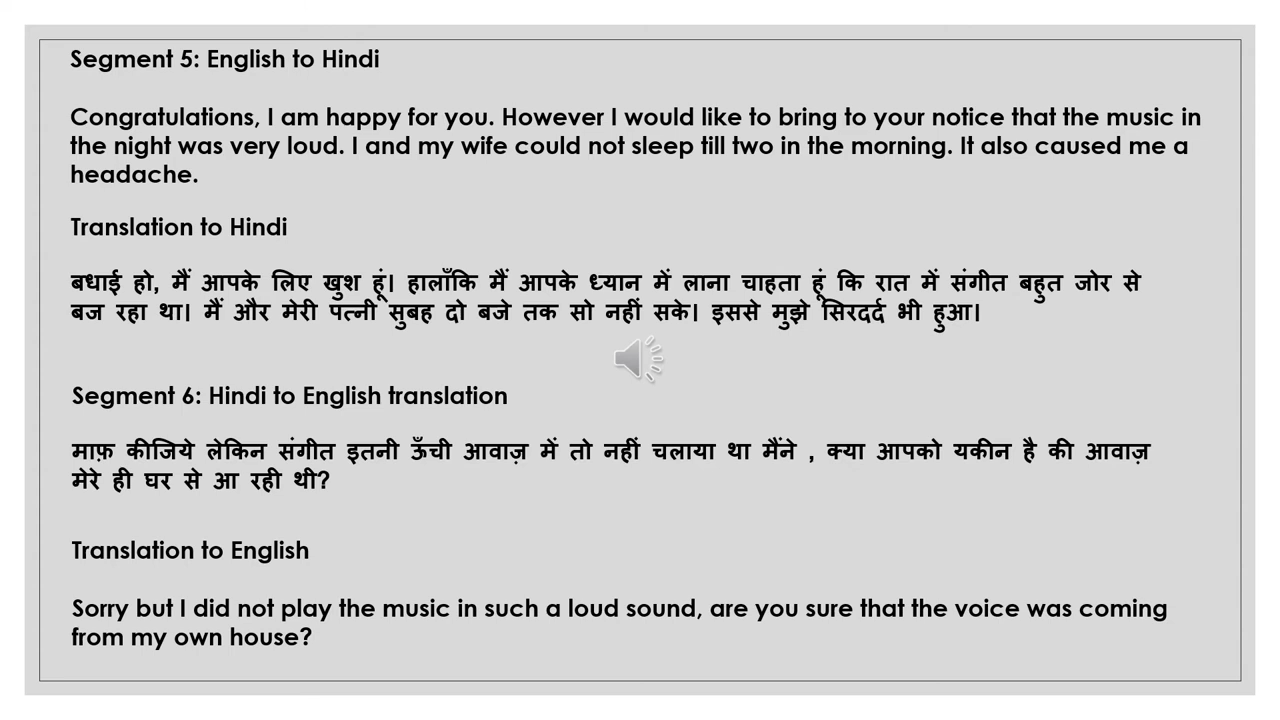 Segment 5: English to Hindi
Congratulations, I am happy for you. However I would like to bring to your notice that the music in
the night was very loud. I and my wife could not sleep till two in the morning. It also caused me a
headache.
Translation to Hindi
बधाई हो, मैं आपके लिए खुश हूं। हालाँकि मैं आपके ध्यान में लाना चाहता हूं कि रात में संगीत बहुत जोर से
बज रहा था। मैं और मेरी पत्नी सुबह दो बजे तक सो नहीं सके। इससे मुझे सिरदर्द भी हुआ।
Segment 6: Hindi to English translation
माफ़ कीजिये लेकिन संगीत इतनी ऊँची आवाज़ में तो नहीं चलाया था मैंने , क्या आपको यकीन है की आवाज़
मेरे ही घर से आ रही थी?
Translation to English
Sorry but I did not play the music in such a loud sound, are you sure that the voice was coming
from my own house?